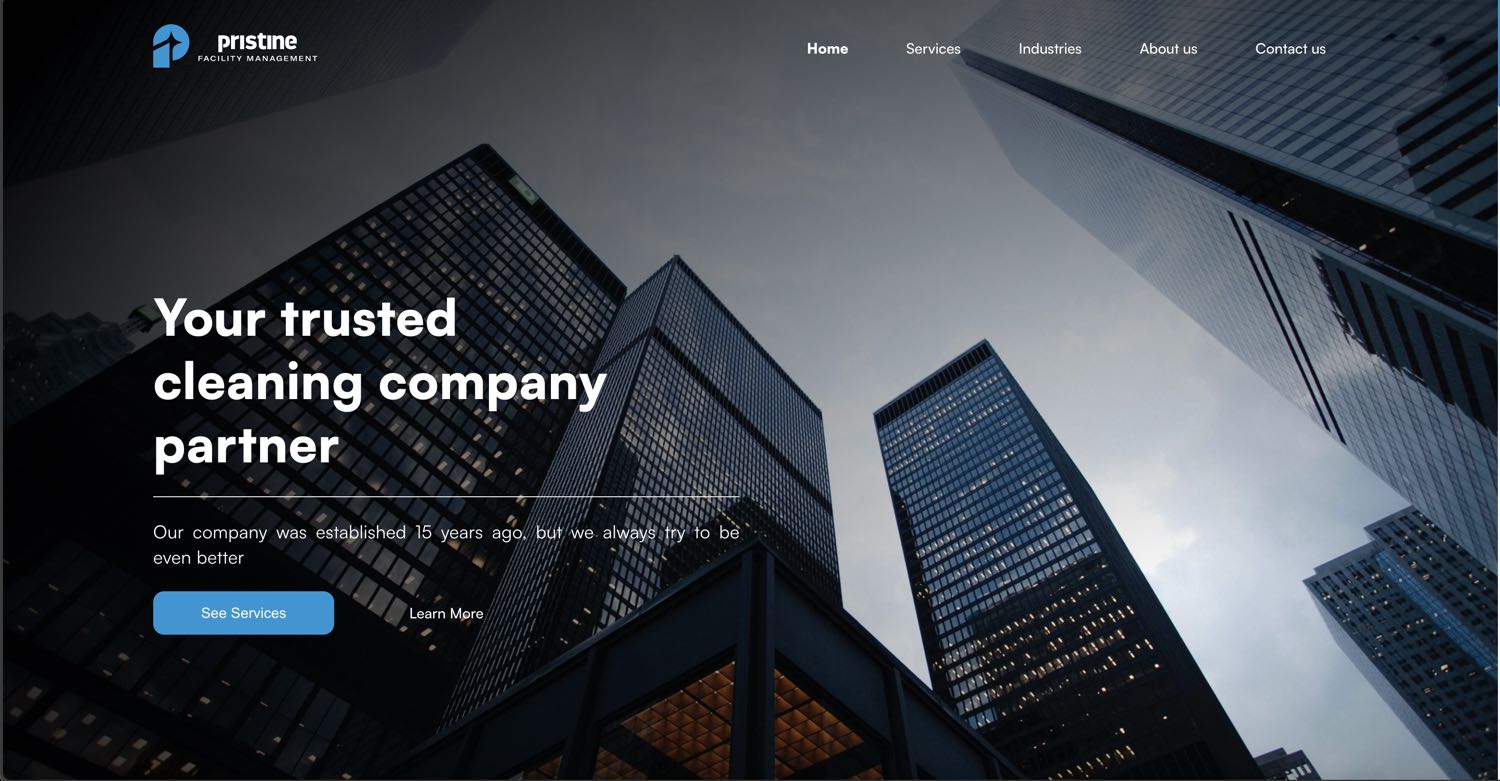 pristine
FACILITY MANAGEMENT
Home
Services
Industries
About us
Contact us
Your trusted
cleaning company
partner
Our company was established 15 years ago, but we always try to be
even better
See Services
Learn More